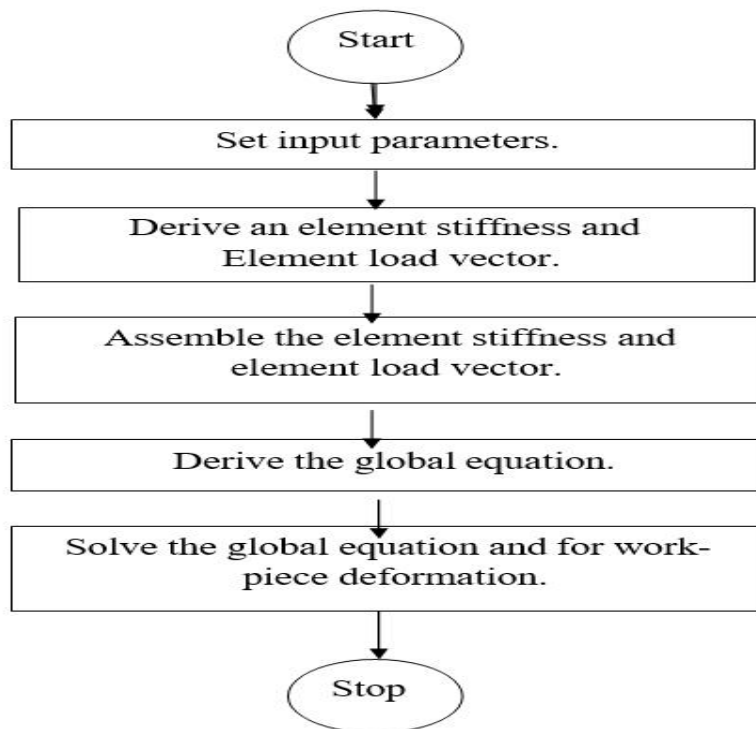 Start
Set input parameters.
Derive an element stiffness and
Element load vector.
Assemble the element stiffness and
element load vector.
Derive the global equation.
Solve the global equation and for work-
piece deformation.
Stop